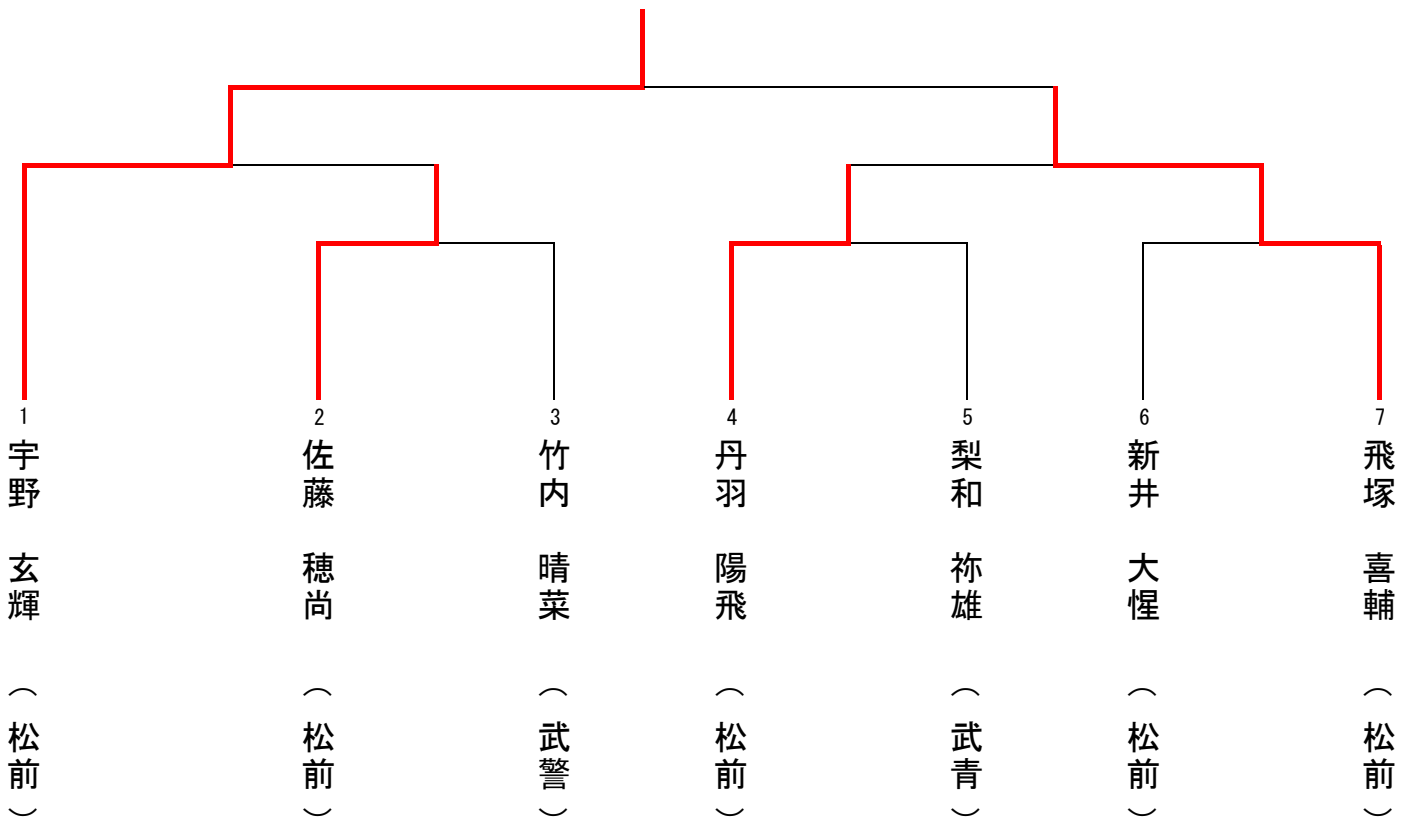 1
宇野 玄輝 (松前)
2
佐藤 穂尚 (松前)
3
竹内 晴菜 (武警)
4
丹羽 陽飛 (松前)
5
梨和 祢雄 (武青)
6
新井 大惺 (松前)
7
飛塚 喜輔 (松前)